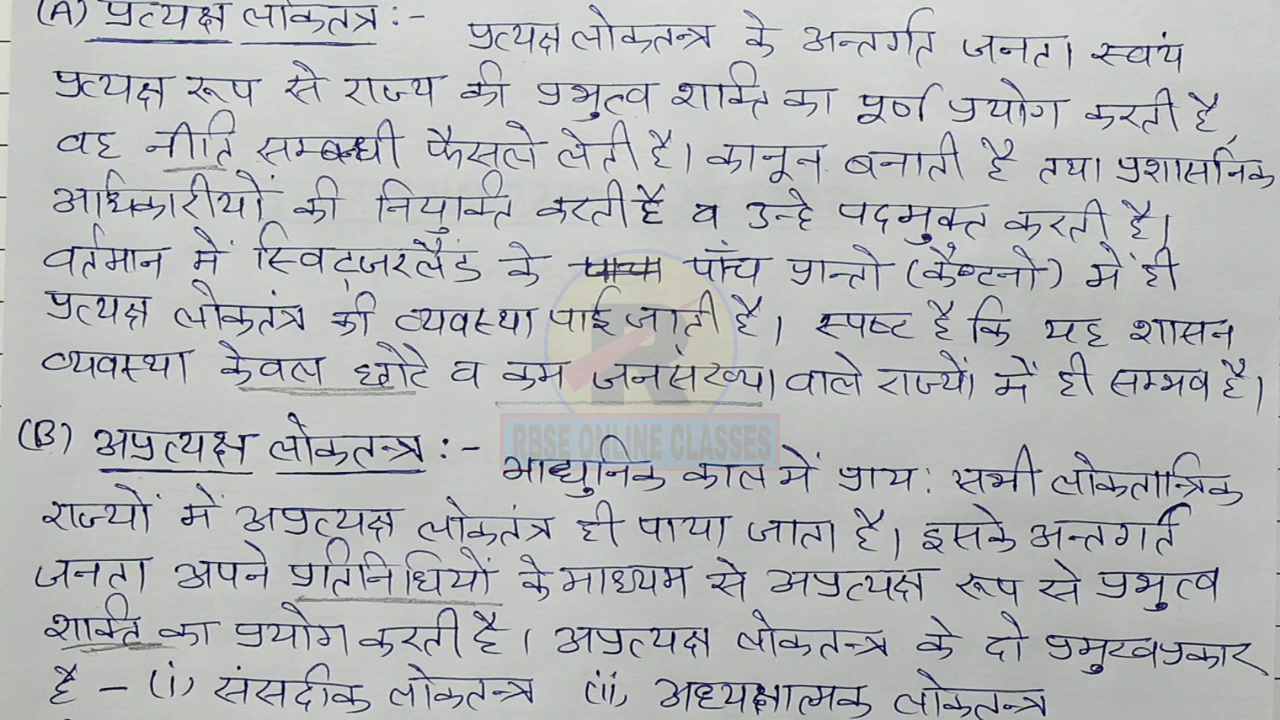 (A) प्रत्यक्ष लोकतंत्र :- प्रत्यक्ष लोकतन्त्र के अन्तर्गत जनता स्वयं
प्रत्यक्ष रूप से राज्य की प्रभुत्व शक्ति का पूर्ण प्रयोग करती है,
वह नीति सम्बन्धी फैसले लेती है। कानून बनाती है तथा प्रशासनिक
अधिकारीयों की नियुक्ति करती है व उन्हे पदमुक्त करती है।
वर्तमान में स्विट्जरलैंड के पांच प्रान्तो (कैण्टनो) में ही
प्रत्यक्ष लोकतंत्र की व्यवस्था पाई जाती है। स्पष्ट है कि यह शासन
व्यवस्था केवल छोटे व कम जनसंख्या वाले राज्यों में ही सम्भव है।
RBSE ONLINE CLASSES
(B) अप्रत्यक्ष लोकतन्त्र :- आधुनिक काल में प्राय: सभी लोकतान्त्रिक
राज्यों में अप्रत्यक्ष लोकतंत्र ही पाया जाता है। इसके अन्तगर्त
जनता अपने प्रतिनिधियों के माध्यम से अप्रत्यक्ष रूप से प्रभुत्व
शक्ति का प्रयोग करती है। अप्रत्यक्ष लोकतन्त्र के दो प्रमुख प्रकार
है - (i) संसदीक लोकतन्त्र (ii) अध्यक्षात्मक लोकतन्त्र